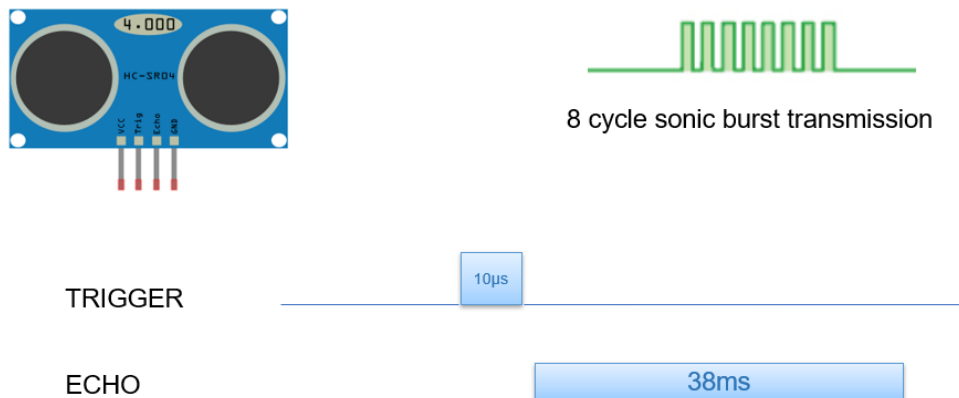 4.000
HC-SR04
VCC
Trig
Echo
GND
8 cycle sonic burst transmission
10µs
TRIGGER
38ms
ECHO